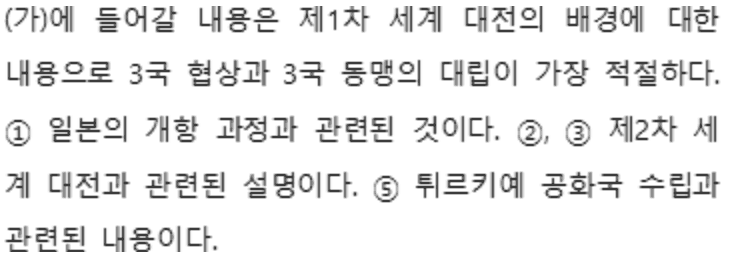 (가)에 들어갈 내용은 제1차 세계 대전의 배경에 대한
내용으로 3국 협상과 3국 동맹의 대립이 가장 적절하다.
① 일본의 개항 과정과 관련된 것이다. ②, ③ 제2차 세
계 대전과 관련된 설명이다. ⑤ 튀르키예 공화국 수립과
관련된 내용이다.